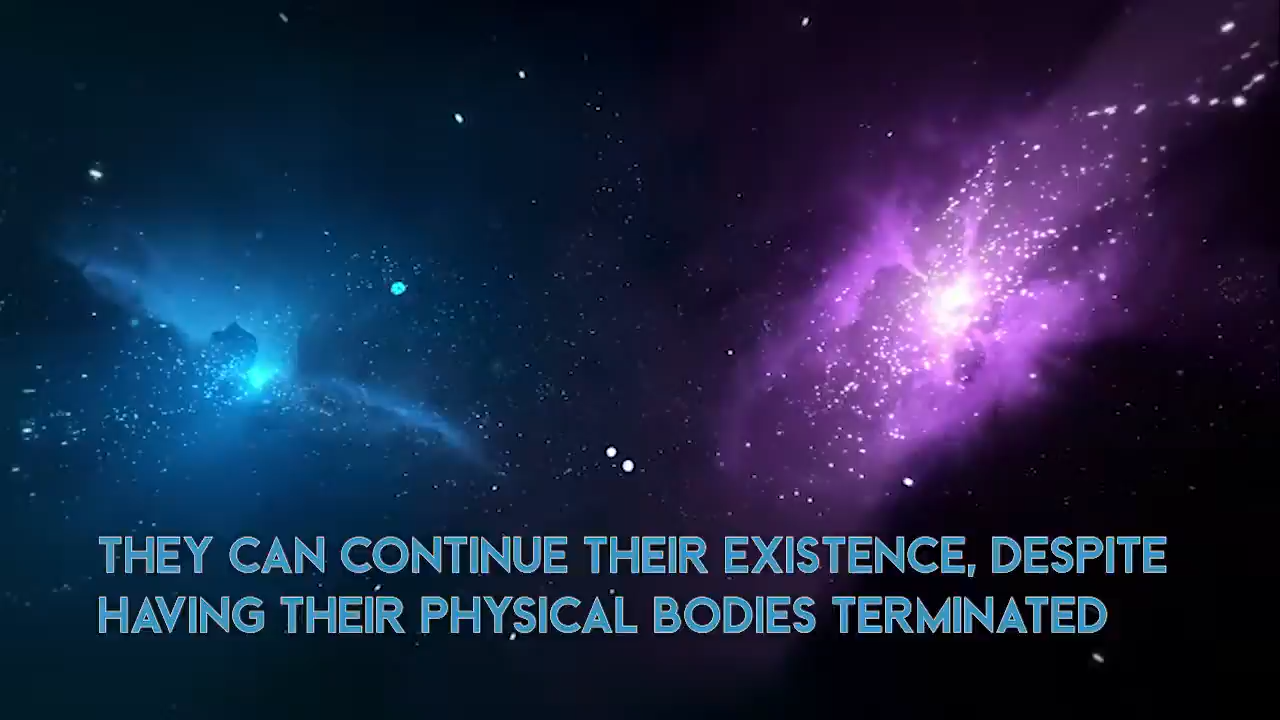 THEY CAN CONTINUE THEIR EXISTENCE, DESPITE
HAVING THEIR PHYSICAL BODIES TERMINATED